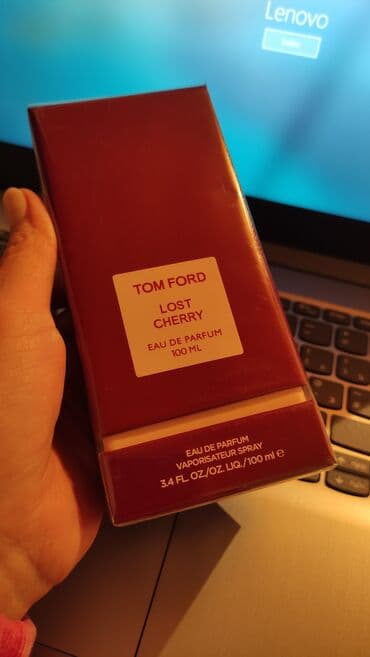 Lenovo
TOM FORD
LOST
CHERRY
EAU DE PARFUM
100 ML
EAU DE PARFUM
VAPORISATEUR SPRAY
3.4 FL. OZ./OZ. LIQ./100 ml e